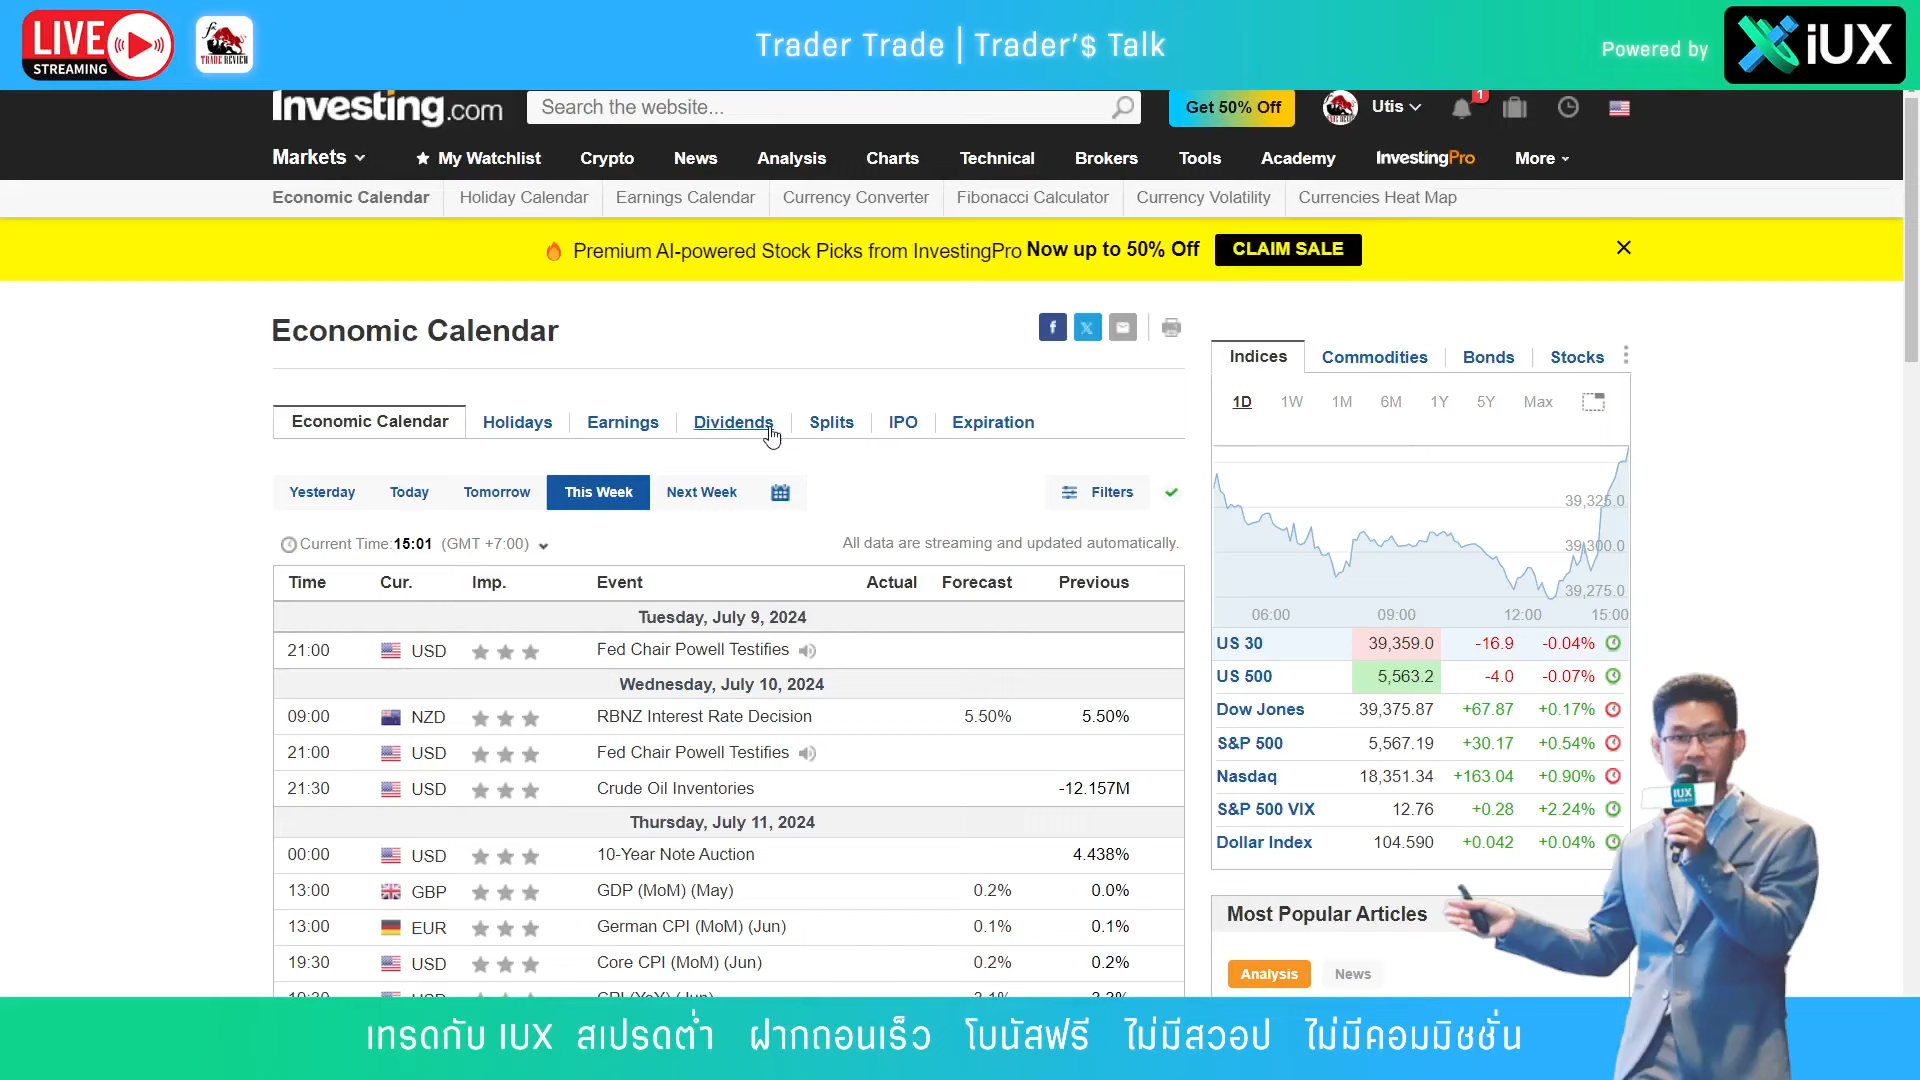 LIVE
STREAMING
fx
TRADE REVIEW
Trader Trade | Trader'$ Talk
Powered by
iUX
Investing.com
Search the website...
Get 50% Off
Utis
1
Markets
My Watchlist
Crypto
News
Analysis
Charts
Technical
Brokers
Tools
Academy
InvestingPro
More
Economic Calendar
Holiday Calendar
Earnings Calendar
Currency Converter
Fibonacci Calculator
Currency Volatility
Currencies Heat Map
Premium AI-powered Stock Picks from InvestingPro Now up to 50% Off
CLAIM SALE
Economic Calendar
Economic Calendar
Holidays
Earnings
Dividends
Splits
IPO
Expiration
Yesterday
Today
Tomorrow
This Week
Next Week
Filters
Current Time:15:01 (GMT +7:00)
All data are streaming and updated automatically.
Time Cur. Imp. Event Actual Forecast Previous
Tuesday, July 9, 2024
21:00 USD Fed Chair Powell Testifies
Wednesday, July 10, 2024
09:00 NZD RBNZ Interest Rate Decision 5.50% 5.50%
21:00 USD Fed Chair Powell Testifies
21:30 USD Crude Oil Inventories -12.157M
Thursday, July 11, 2024
00:00 USD 10-Year Note Auction 4.438%
13:00 GBP GDP (MoM) (May) 0.2% 0.0%
13:00 EUR German CPI (MoM) (Jun) 0.1% 0.1%
19:30 USD Core CPI (MoM) (Jun) 0.2% 0.2%
Indices
Commodities
Bonds
Stocks
1D 1W 1M 6M 1Y 5Y Max
39,325.0
39,300.0
39,275.0
06:00 09:00 12:00 15:00
US 30 39,359.0 -16.9 -0.04%
US 500 5,563.2 -4.0 -0.07%
Dow Jones 39,375.87 +67.87 +0.17%
S&P 500 5,567.19 +30.17 +0.54%
Nasdaq 18,351.34 +163.04 +0.90%
S&P 500 VIX 12.76 +0.28 +2.24%
Dollar Index 104.590 +0.042 +0.04%
Most Popular Articles
Analysis
News
IUX
เทรดกับ IUX สเปรดต่ำ ฝากถอนเร็ว โบนัสฟรี ไม่มีสวอป ไม่มีคอมมิชชั่น